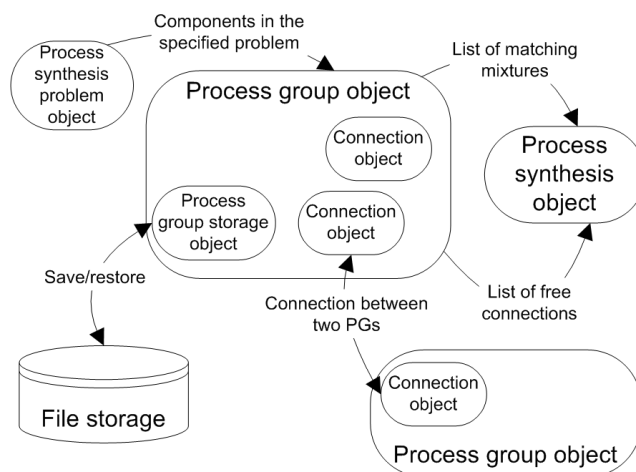 Components in the
specified problem
Process
synthesis
problem
object
List of matching
mixtures
Process group object
Connection
object
Process
synthesis
object
Process
group storage
object
Connection
object
Save/restore
Connection between
two PGs
List of free
connections
File storage
Connection
object
Process group object